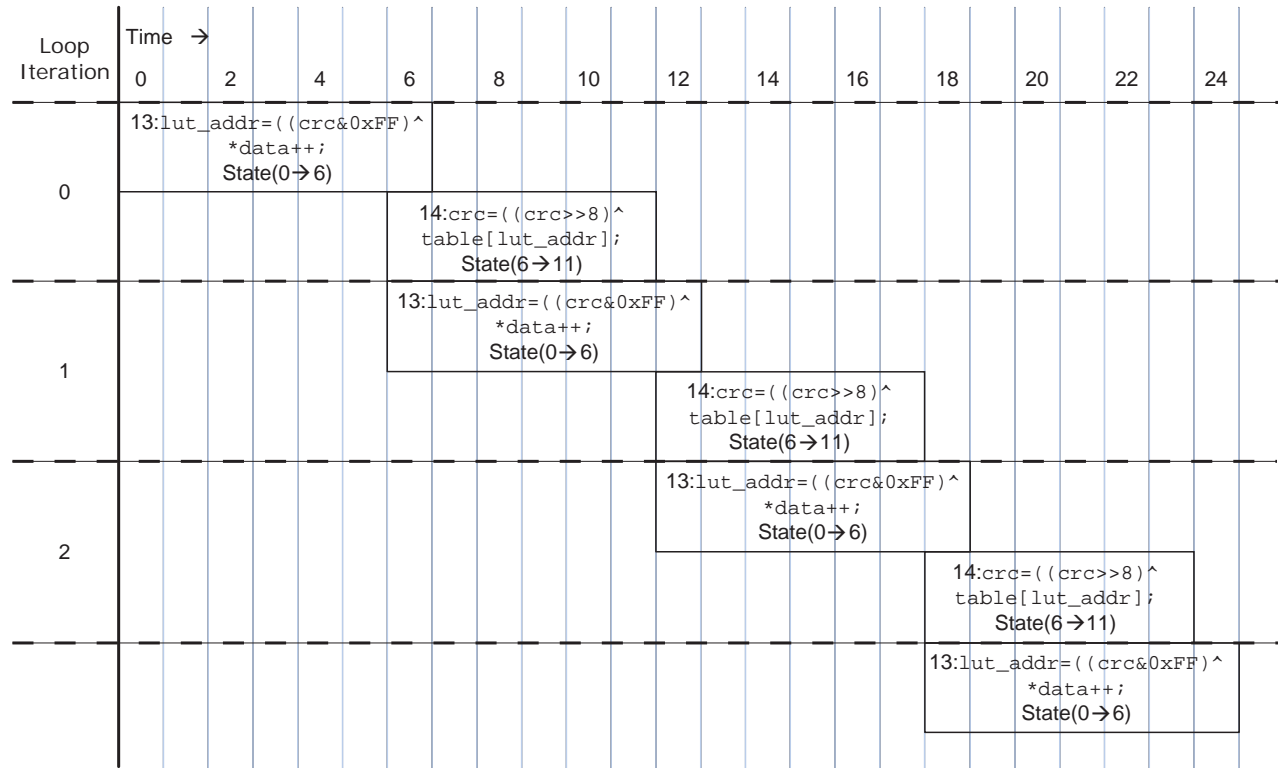 Loop
Iteration
Time →
0 2 4 6 8 10 12 14 16 18 20 22 24
0
13:lut_addr=((crc&0xFF)^
*data++;
State(0→6)
14:crc=((crc>>8)^
table[lut_addr];
State(6→11)
1
13:lut_addr=((crc&0xFF)^
*data++;
State(0→6)
14:crc=((crc>>8)^
table[lut_addr];
State(6→11)
2
13:lut_addr=((crc&0xFF)^
*data++;
State(0→6)
14:crc=((crc>>8)^
table[lut_addr];
State(6→11)
13:lut_addr=((crc&0xFF)^
*data++;
State(0→6)